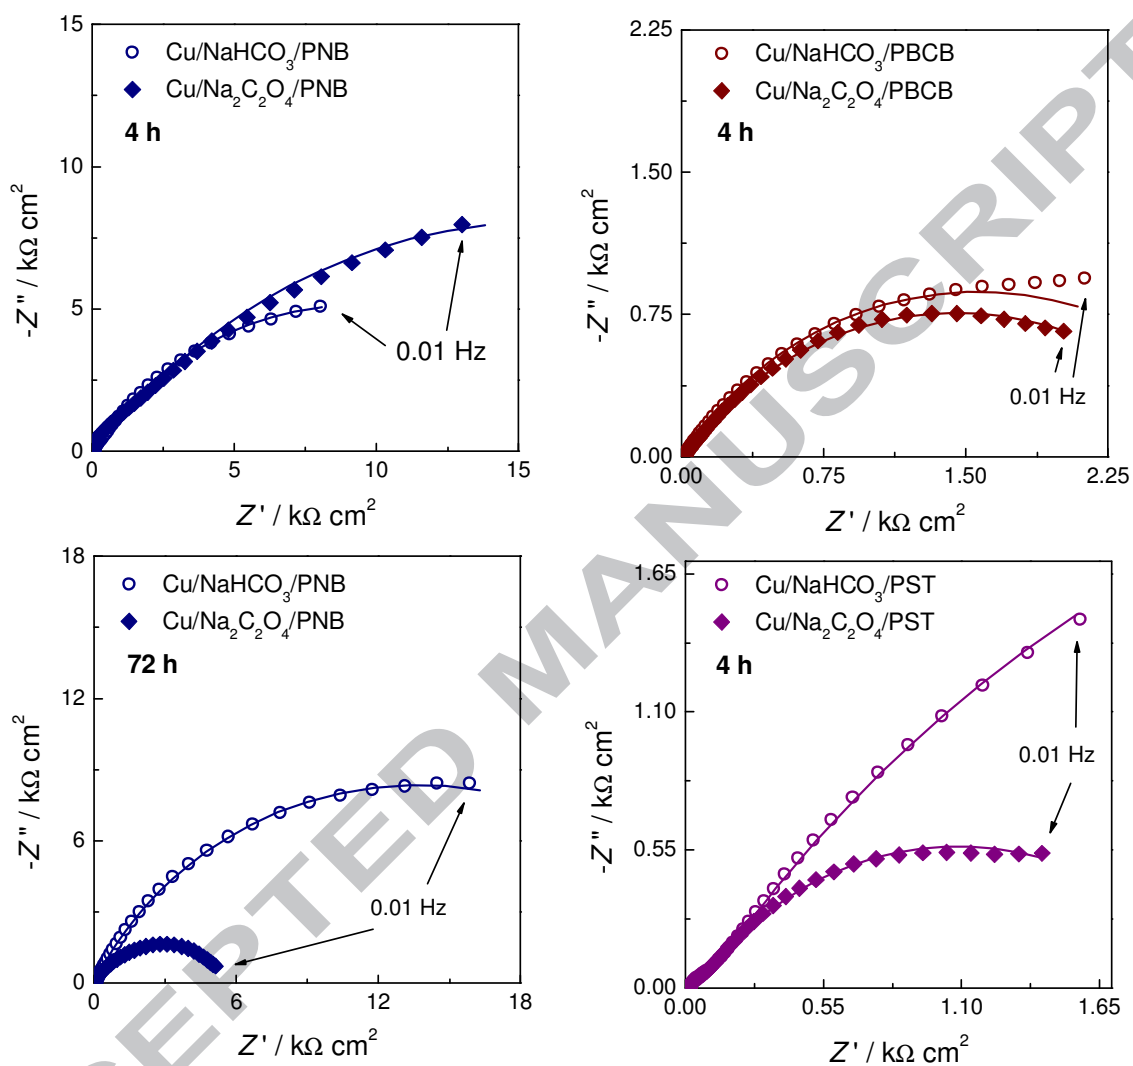 15
10
5
0
0
5
10
15
-Z'' / kΩ cm²
Z' / kΩ cm²
Cu/NaHCO₃/PNB
Cu/Na₂C₂O₄/PNB
4 h
0.01 Hz
2.25
1.50
0.75
0.00
0.00
0.75
1.50
2.25
-Z'' / kΩ cm²
Z' / kΩ cm²
Cu/NaHCO₃/PBCB
Cu/Na₂C₂O₄/PBCB
4 h
0.01 Hz
18
12
6
0
0
6
12
18
-Z'' / kΩ cm²
Z' / kΩ cm²
Cu/NaHCO₃/PNB
Cu/Na₂C₂O₄/PNB
72 h
0.01 Hz
1.65
1.10
0.55
0.00
0.00
0.55
1.10
1.65
-Z'' / kΩ cm²
Z' / kΩ cm²
Cu/NaHCO₃/PST
Cu/Na₂C₂O₄/PST
4 h
0.01 Hz
CEPTED MANUSCRIPT